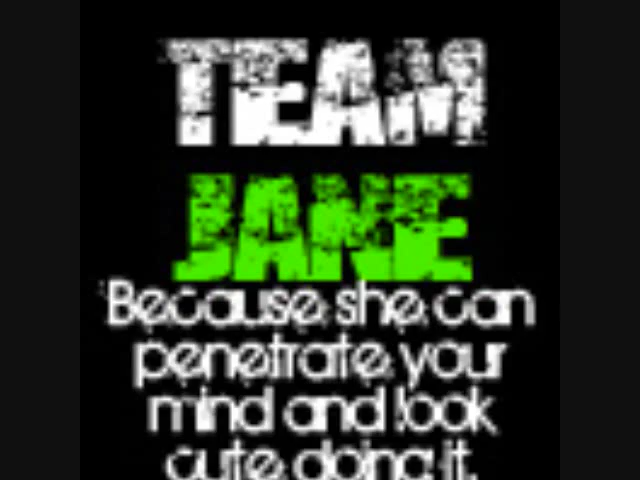 TEAM
JANE
Because she can
penetrate your
mind and look
cute doing it.